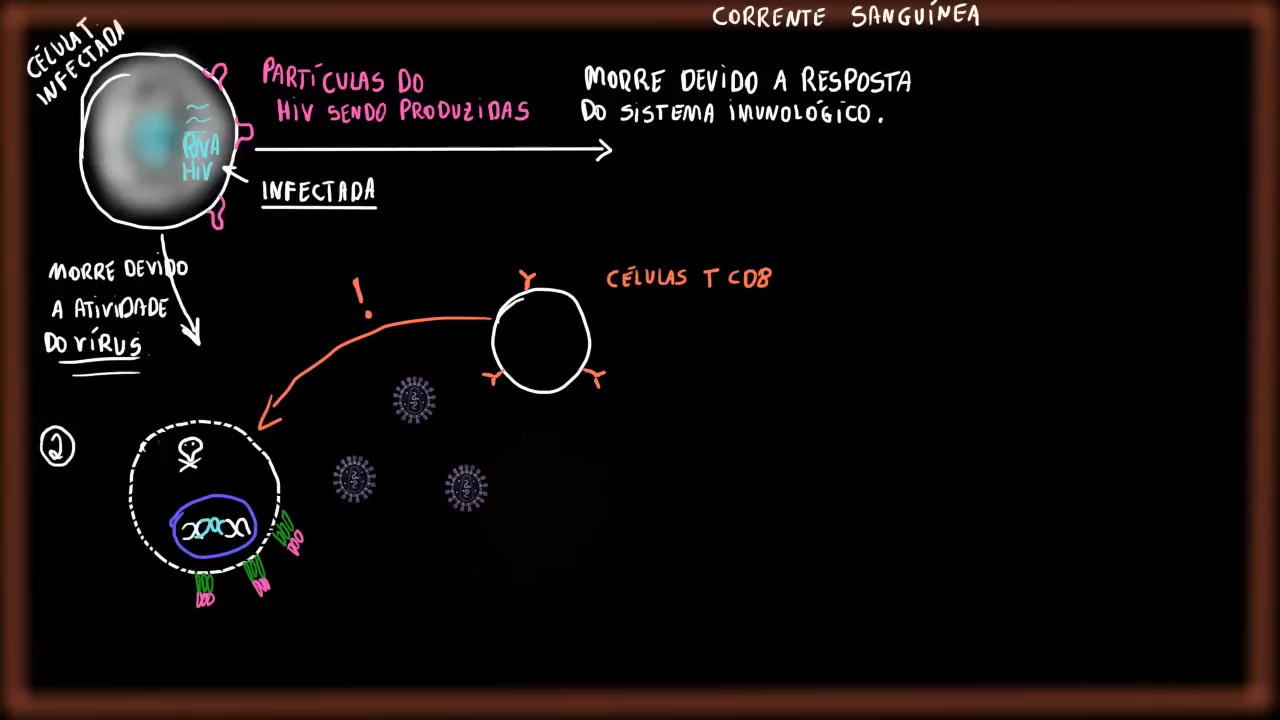 CORRENTE SANGUÍNEA
CÉLULA T
INFECTADA
PARTÍCULAS DO
HIV SENDO PRODUZIDAS
MORRE DEVIDO A RESPOSTA
DO SISTEMA IMUNOLÓGICO.
RNA
HIV
INFECTADA
MORRE DEVIDO
A ATIVIDADE
DO VÍRUS
!
CÉLULAS T CD8
2